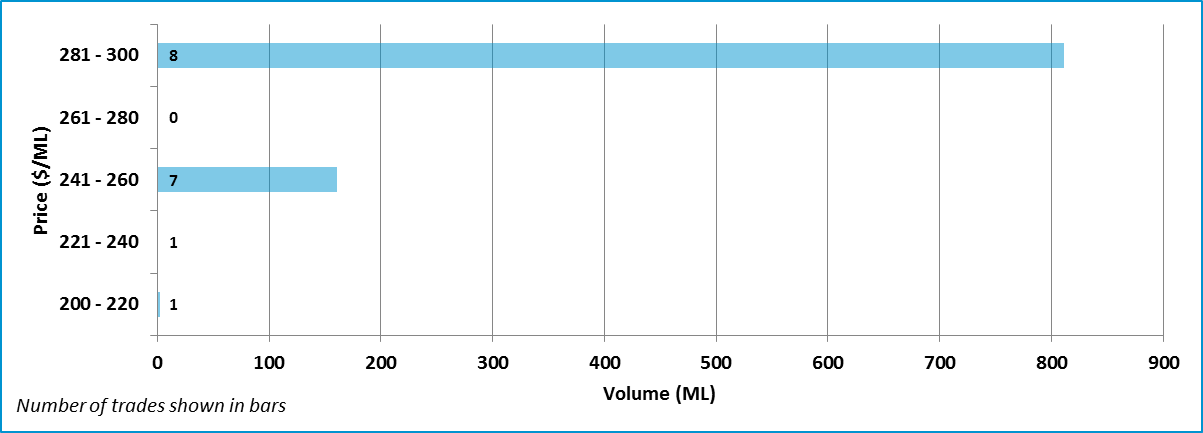 281 - 300
8
261 - 280
0
241 - 260
7
221 - 240
1
200 - 220
1
Price ($/ML)
0 100 200 300 400 500 600 700 800 900
Volume (ML)
Number of trades shown in bars